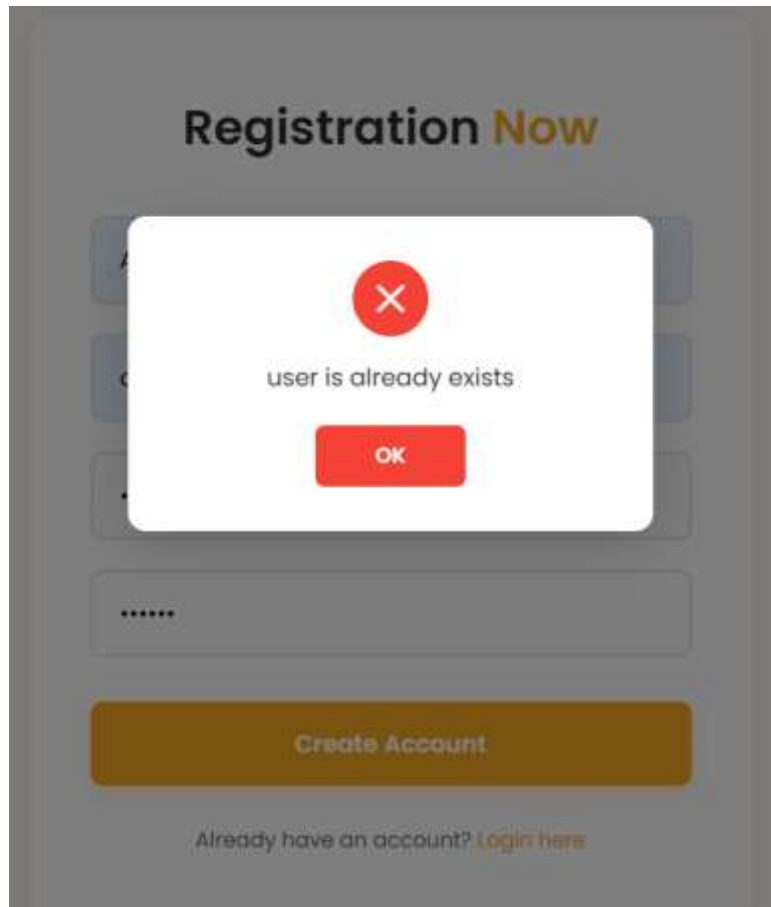 Registration Now
A
user is already exists
OK
••••••
Create Account
Already have an account? Login here